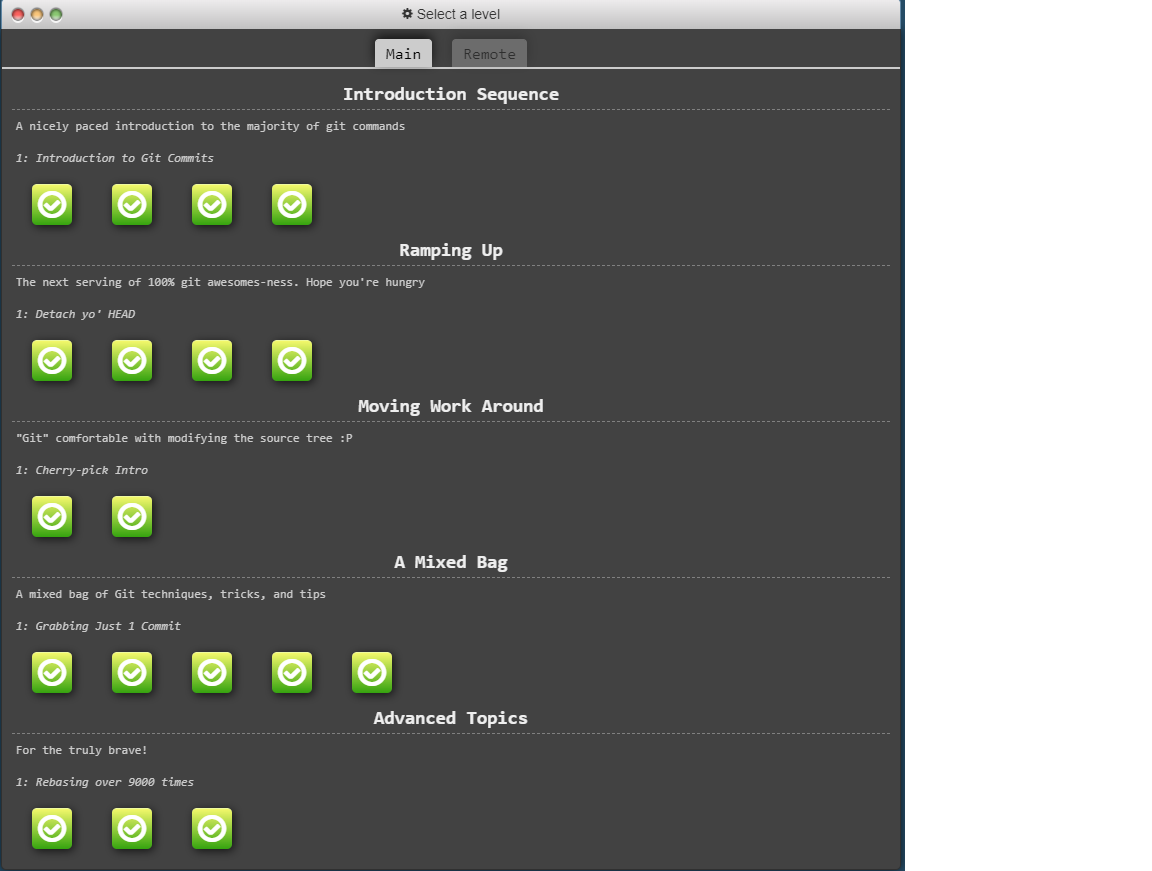 Select a level
Main Remote
Introduction Sequence
A nicely paced introduction to the majority of git commands
1: Introduction to Git Commits
Ramping Up
The next serving of 100% git awesomes-ness. Hope you're hungry
1: Detach yo' HEAD
Moving Work Around
"Git" comfortable with modifying the source tree :P
1: Cherry-pick Intro
A Mixed Bag
A mixed bag of Git techniques, tricks, and tips
1: Grabbing Just 1 Commit
Advanced Topics
For the truly brave!
1: Rebasing over 9000 times